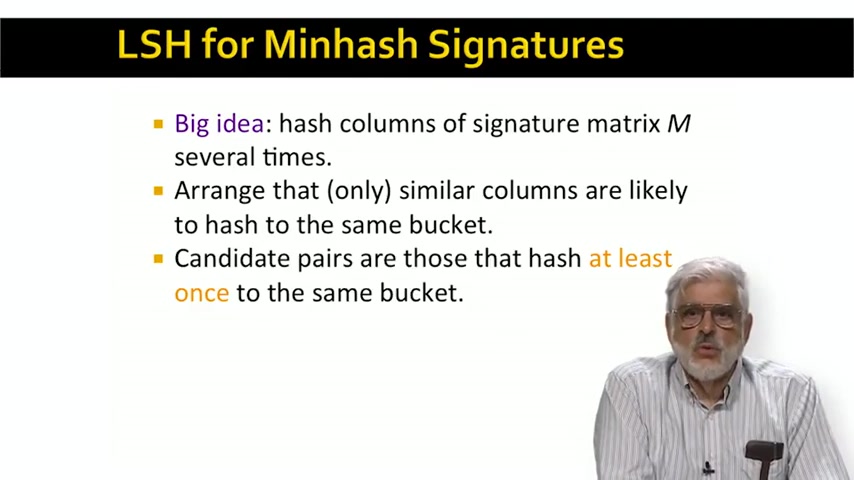 LSH for Minhash Signatures
Big idea: hash columns of signature matrix M
several times.
Arrange that (only) similar columns are likely
to hash to the same bucket.
Candidate pairs are those that hash at least
once to the same bucket.